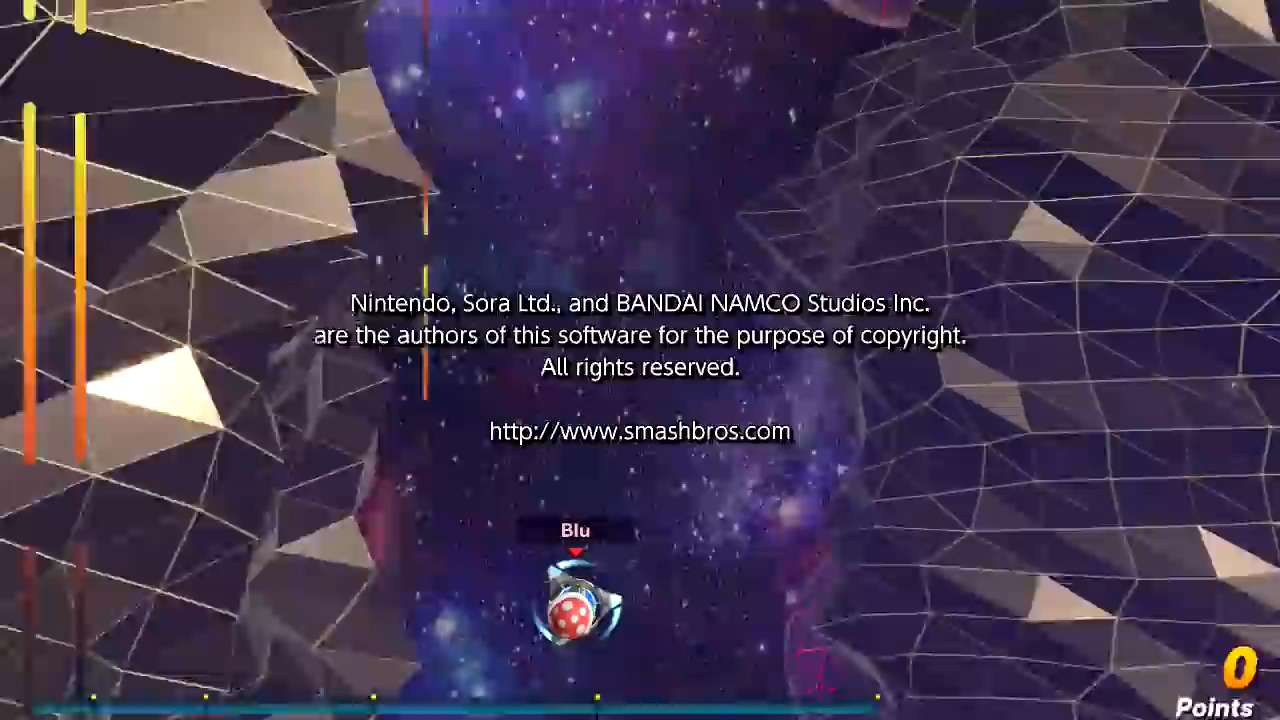 Nintendo, Sora Ltd., and BANDAI NAMCO Studios Inc.
are the authors of this software for the purpose of copyright.
All rights reserved.
http://www.smashbros.com
Blu
0
Points